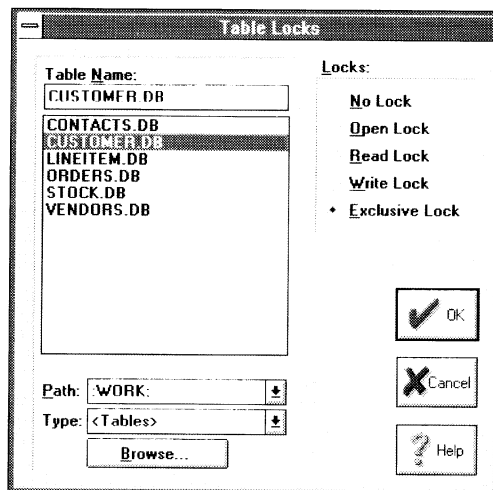 Table Locks
Table Name:
CUSTOMER.DB
CONTACTS.DB
CUSTOMER.DB
LINEITEM.DB
ORDERS.DB
STOCK.DB
VENDORS.DB
Path: :WORK:
Type: <Tables>
Browse...
Locks:
No Lock
Open Lock
Read Lock
Write Lock
Exclusive Lock
OK
Cancel
Help